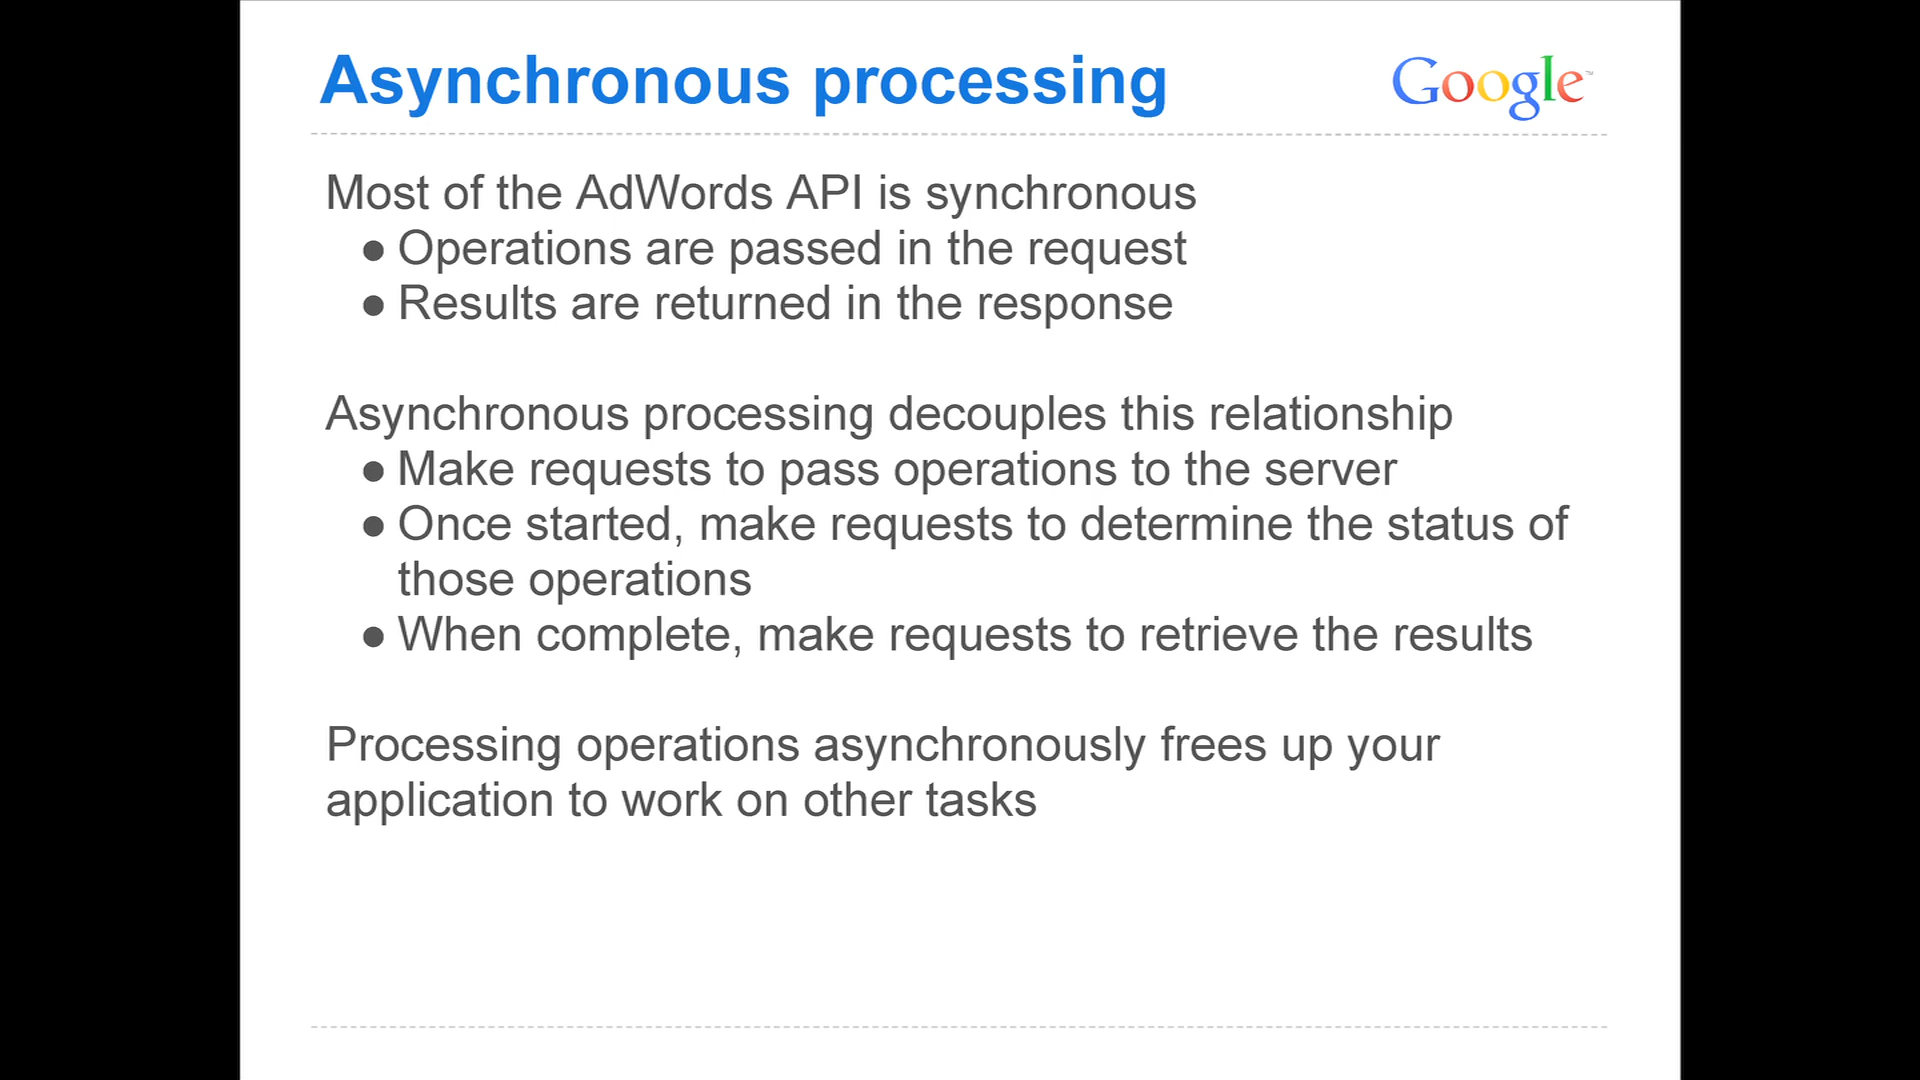 Asynchronous processing
Google™
Most of the AdWords API is synchronous
● Operations are passed in the request
● Results are returned in the response
Asynchronous processing decouples this relationship
● Make requests to pass operations to the server
● Once started, make requests to determine the status of
those operations
● When complete, make requests to retrieve the results
Processing operations asynchronously frees up your
application to work on other tasks